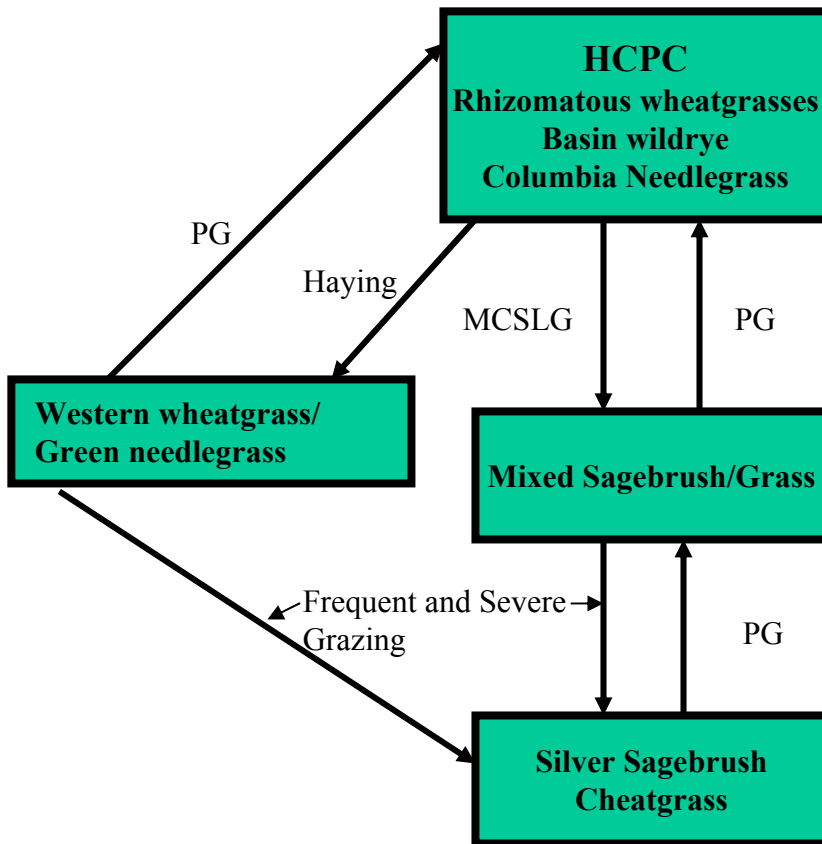 HCPC
Rhizomatous wheatgrasses
Basin wildrye
Columbia Needlegrass
PG
Haying
MCSLG
PG
Western wheatgrass/
Green needlegrass
Mixed Sagebrush/Grass
Frequent and Severe
Grazing
PG
Silver Sagebrush
Cheatgrass